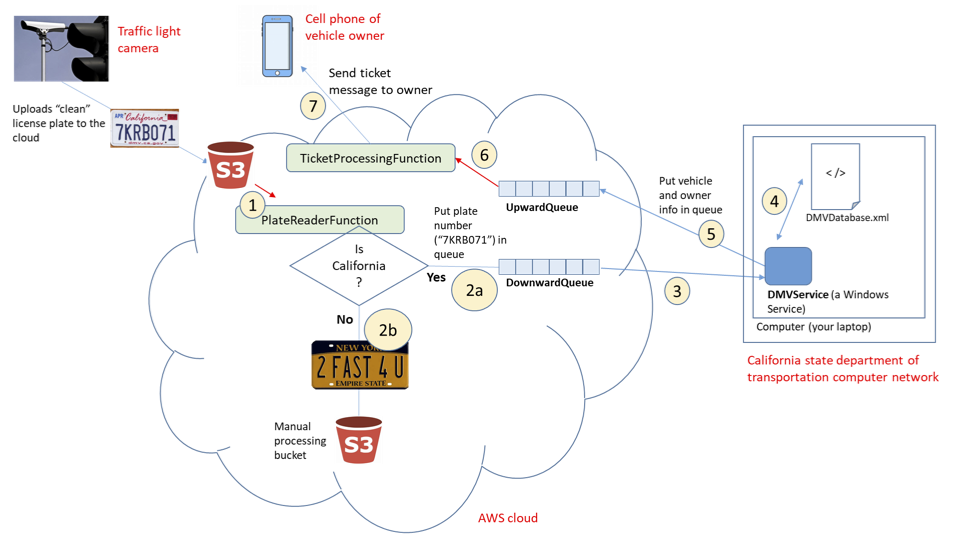 Traffic light
camera
Cell phone of
vehicle owner
Send ticket
message to owner
7
Uploads “clean”
license plate to the
cloud
APR California
7KRB071
S3
TicketProcessingFunction
6
UpwardQueue
1
PlateReaderFunction
Is
California
?
Put plate
number
(“7KRB071”) in
queue
Yes
2a
DownwardQueue
3
Put vehicle
and owner
info in queue
5
4
< />
DMVDatabase.xml
DMVService (a Windows
Service)
Computer (your laptop)
California state department of
transportation computer network
No
2b
NEW YORK
2 FAST 4 U
EMPIRE STATE
Manual
processing
bucket
S3
AWS cloud